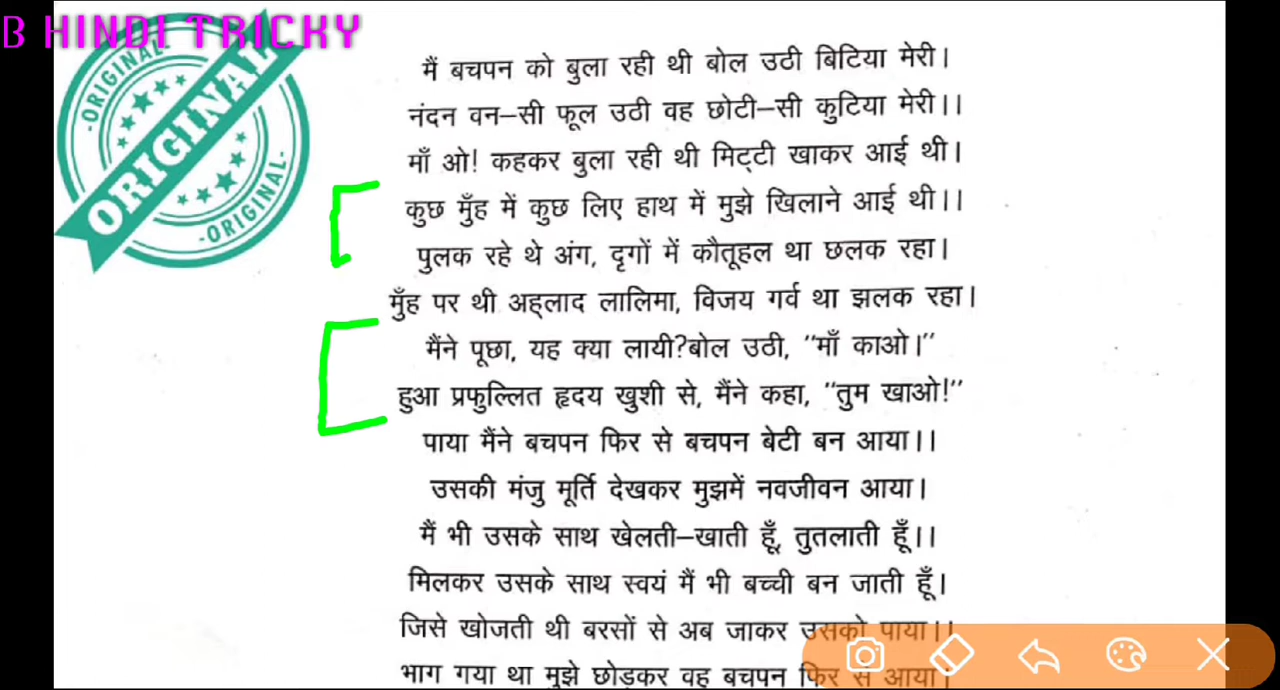 B HINDI TRICKY
ORIGINAL
ORIGINAL
ORIGINAL
मैं बचपन को बुला रही थी बोल उठी बिटिया मेरी।
नंदन वन–सी फूल उठी वह छोटी–सी कुटिया मेरी।।
माँ ओ! कहकर बुला रही थी मिट्टी खाकर आई थी।
कुछ मुँह में कुछ लिए हाथ में मुझे खिलाने आई थी।।
पुलक रहे थे अंग, दृगों में कौतूहल था छलक रहा।
मुँह पर थी अह्लाद लालिमा, विजय गर्व था झलक रहा।
मैंने पूछा, यह क्या लायी?बोल उठी, "माँ काओ।"
हुआ प्रफुल्लित हृदय खुशी से, मैंने कहा, "तुम खाओ!"
पाया मैंने बचपन फिर से बचपन बेटी बन आया।।
उसकी मंजु मूर्ति देखकर मुझमें नवजीवन आया।
मैं भी उसके साथ खेलती–खाती हूँ, तुतलाती हूँ।।
मिलकर उसके साथ स्वयं मैं भी बच्ची बन जाती हूँ।
जिसे खोजती थी बरसों से अब जाकर उसको पाया।।
भाग गया था मुझे छोड़कर वह बचपन फिर से आया।